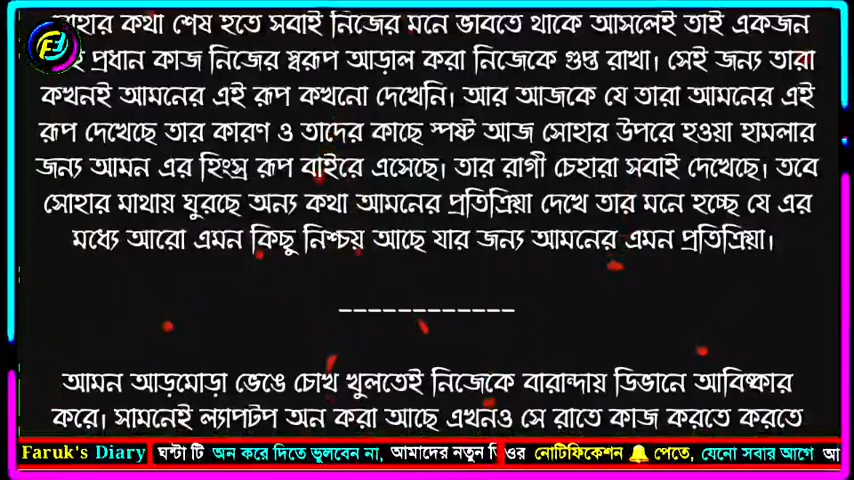 কথা শেষ হতে সবাই নিজের মনে ভাবতে থাকে আসলেই তাই একজন
প্রধান কাজ নিজের স্বরূপ আড়াল করা নিজেকে গুপ্ত রাখা। সেই জন্য তারা
কখনই আমনের এই রূপ কখনো দেখেনি। আর আজকে যে তারা আমনের এই
রূপ দেখেছে তার কারণ ও তাদের কাছে স্পষ্ট আজ সোহার উপরে হওয়া হামলার
জন্য আমন এর হিংস্র রূপ বাইরে এসেছে। তার রাগী চেহারা সবাই দেখেছে। তবে
সোহার মাথায় ঘুরছে অন্য কথা আমনের প্রতিক্রিয়া দেখে তার মনে হচ্ছে যে এর
মধ্যে আরো এমন কিছু নিশ্চয় আছে যার জন্য আমনের এমন প্রতিক্রিয়া।
------------
আমন আড়মোড়া ভেঙে চোখ খুলতেই নিজেকে বারান্দায় ডিভানে আবিষ্কার
করে। সামনেই ল্যাপটপ অন করা আছে এখনও সে রাতে কাজ করতে করতে
Faruk's Diary ঘন্টা টি অন করে দিতে ভুলবেন না, আমাদের নতুন ওর নোটিফিকেশন 🔔 পেতে, যেনো সবার আগে আ